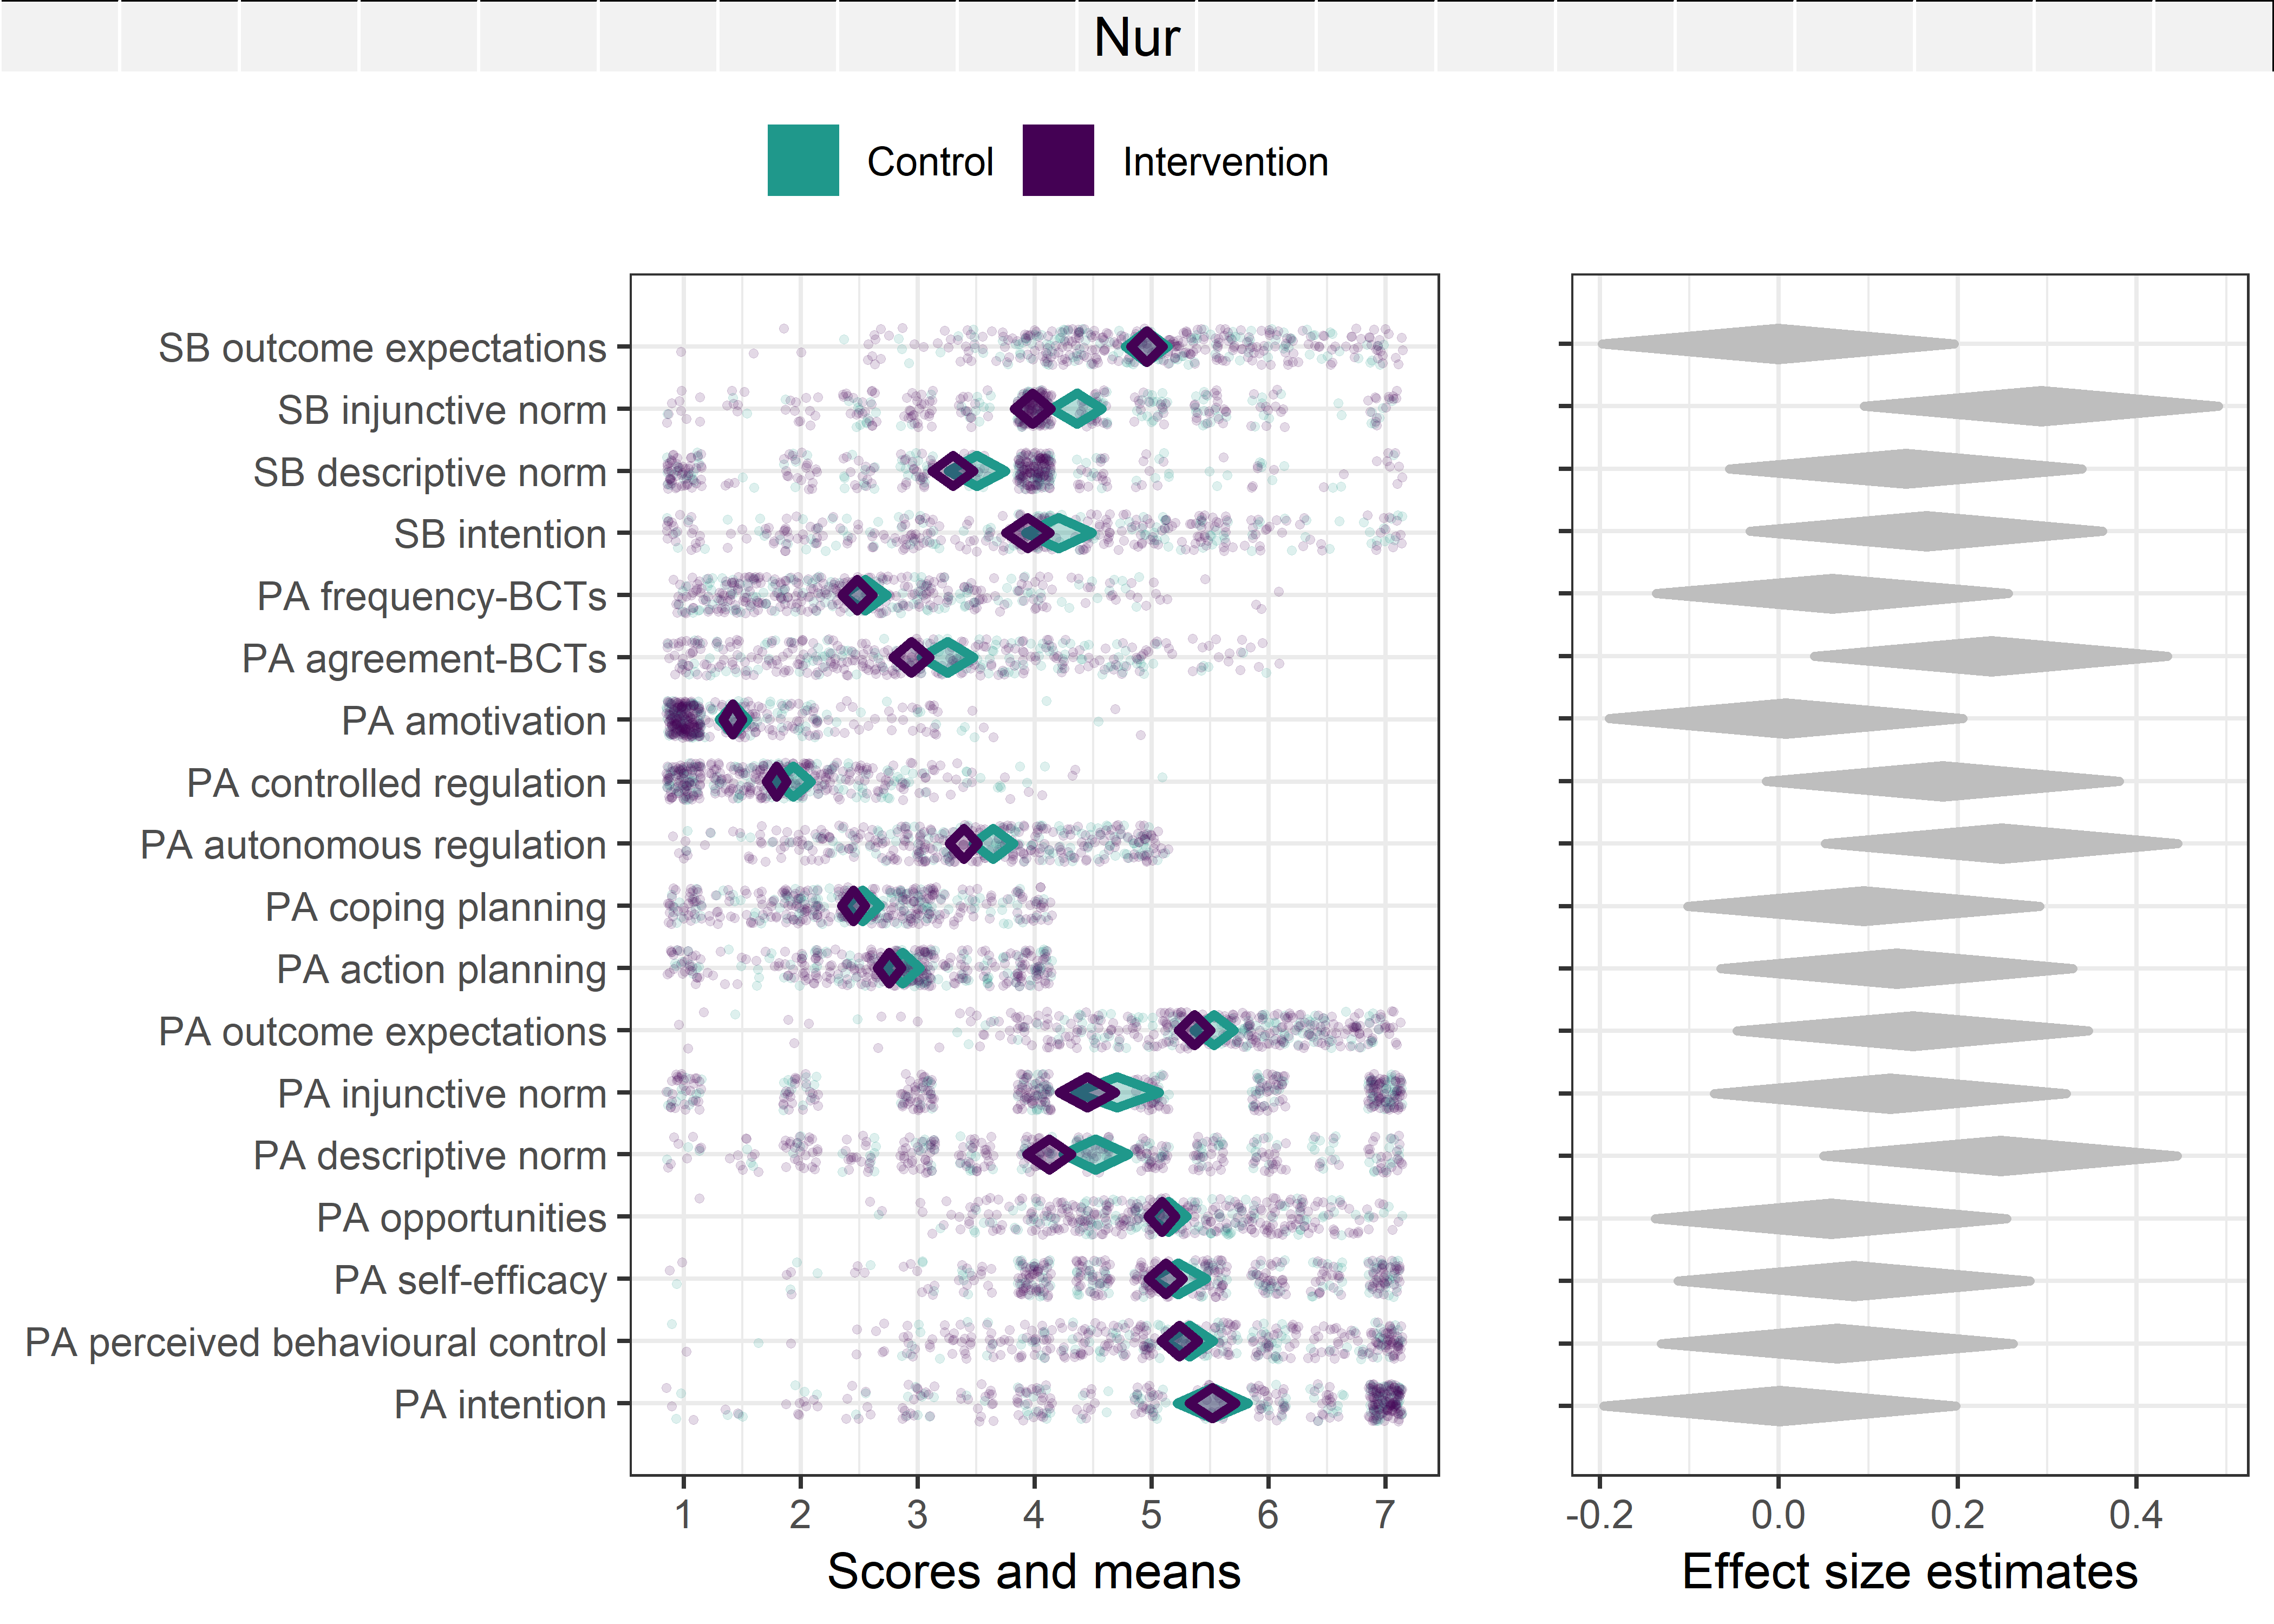 Nur
Control Intervention
SB outcome expectations
SB injunctive norm
SB descriptive norm
SB intention
PA frequency-BCTs
PA agreement-BCTs
PA amotivation
PA controlled regulation
PA autonomous regulation
PA coping planning
PA action planning
PA outcome expectations
PA injunctive norm
PA descriptive norm
PA opportunities
PA self-efficacy
PA perceived behavioural control
PA intention
1 2 3 4 5 6 7
Scores and means
-0.2 0.0 0.2 0.4
Effect size estimates